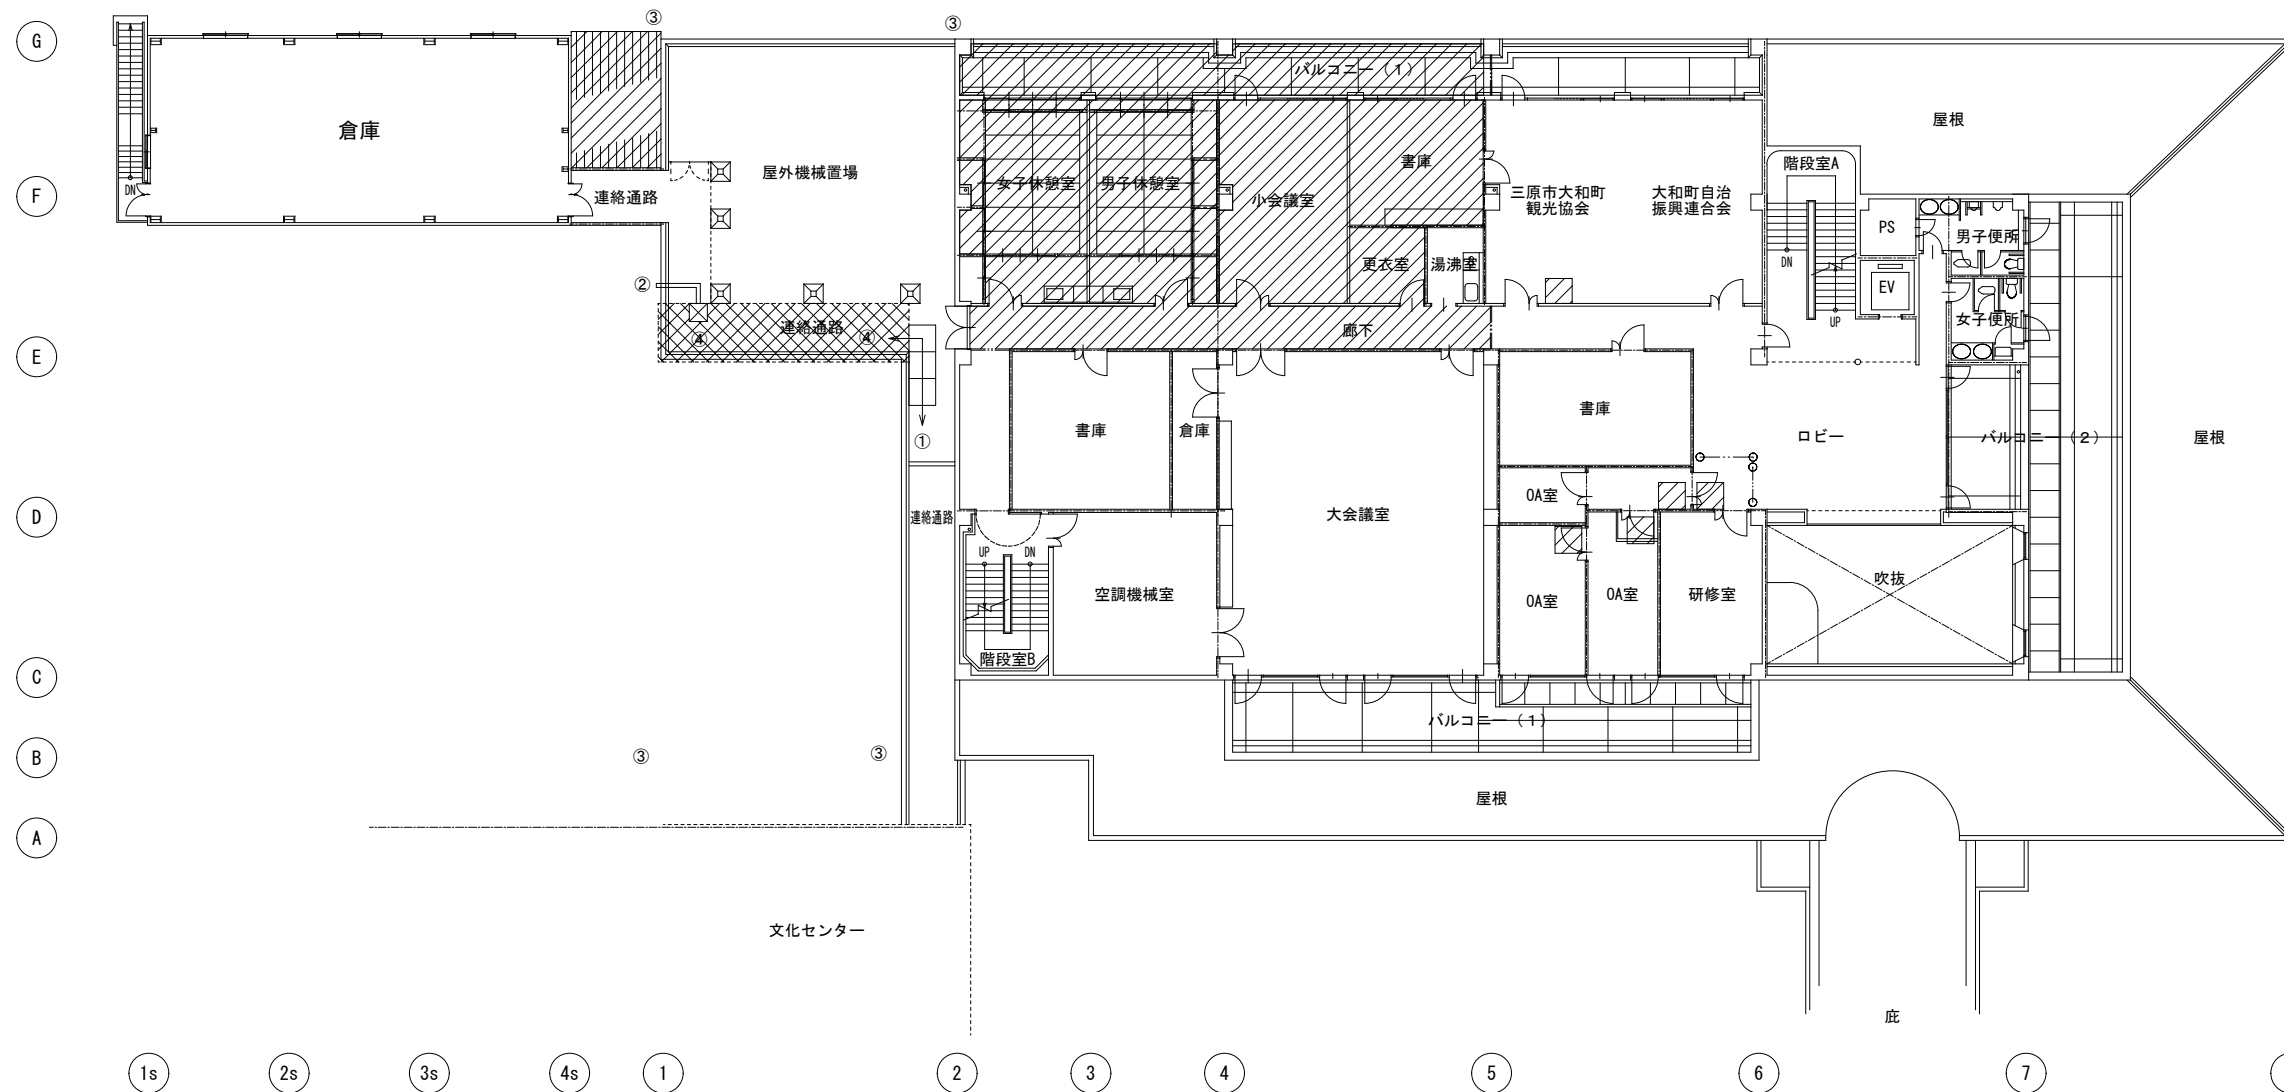 ③
③
G
バルコニー（１）
倉庫
屋根
書庫
階段室A
屋外機械置場
女子休憩室
男子休憩室
DN
F
連絡通路
小会議室
三原市大和町
観光協会
大和町自治
振興連合会
PS
男子便所
更衣室
湯沸室
DN
②
EV
連絡通路
④
④
廊下
女子便所
UP
E
書庫
書庫
倉庫
ロビー
バルコニー（２）
屋根
①
OA室
D
連絡通路
大会議室
UP
DN
吹抜
空調機械室
OA室
OA室
研修室
階段室B
C
バルコニー（１）
③
③
B
屋根
A
文化センター
庇
1s
2s
3s
4s
1
2
3
4
5
6
7